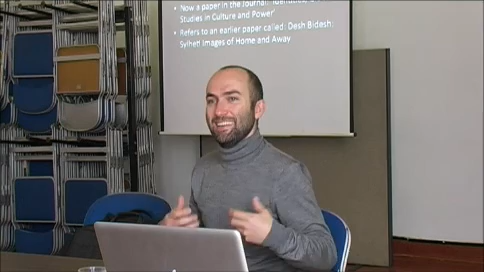 Now a paper in the Journal: 'Identities:
Studies in Culture and Power'
Refers to an earlier paper called: Desh Bidesh:
Sylheti Images of Home and Away